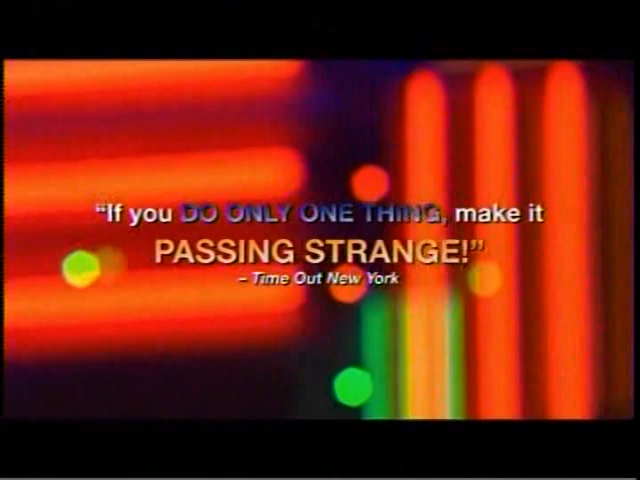 “If you DO ONLY ONE THING, make it
PASSING STRANGE!”
– Time Out New York